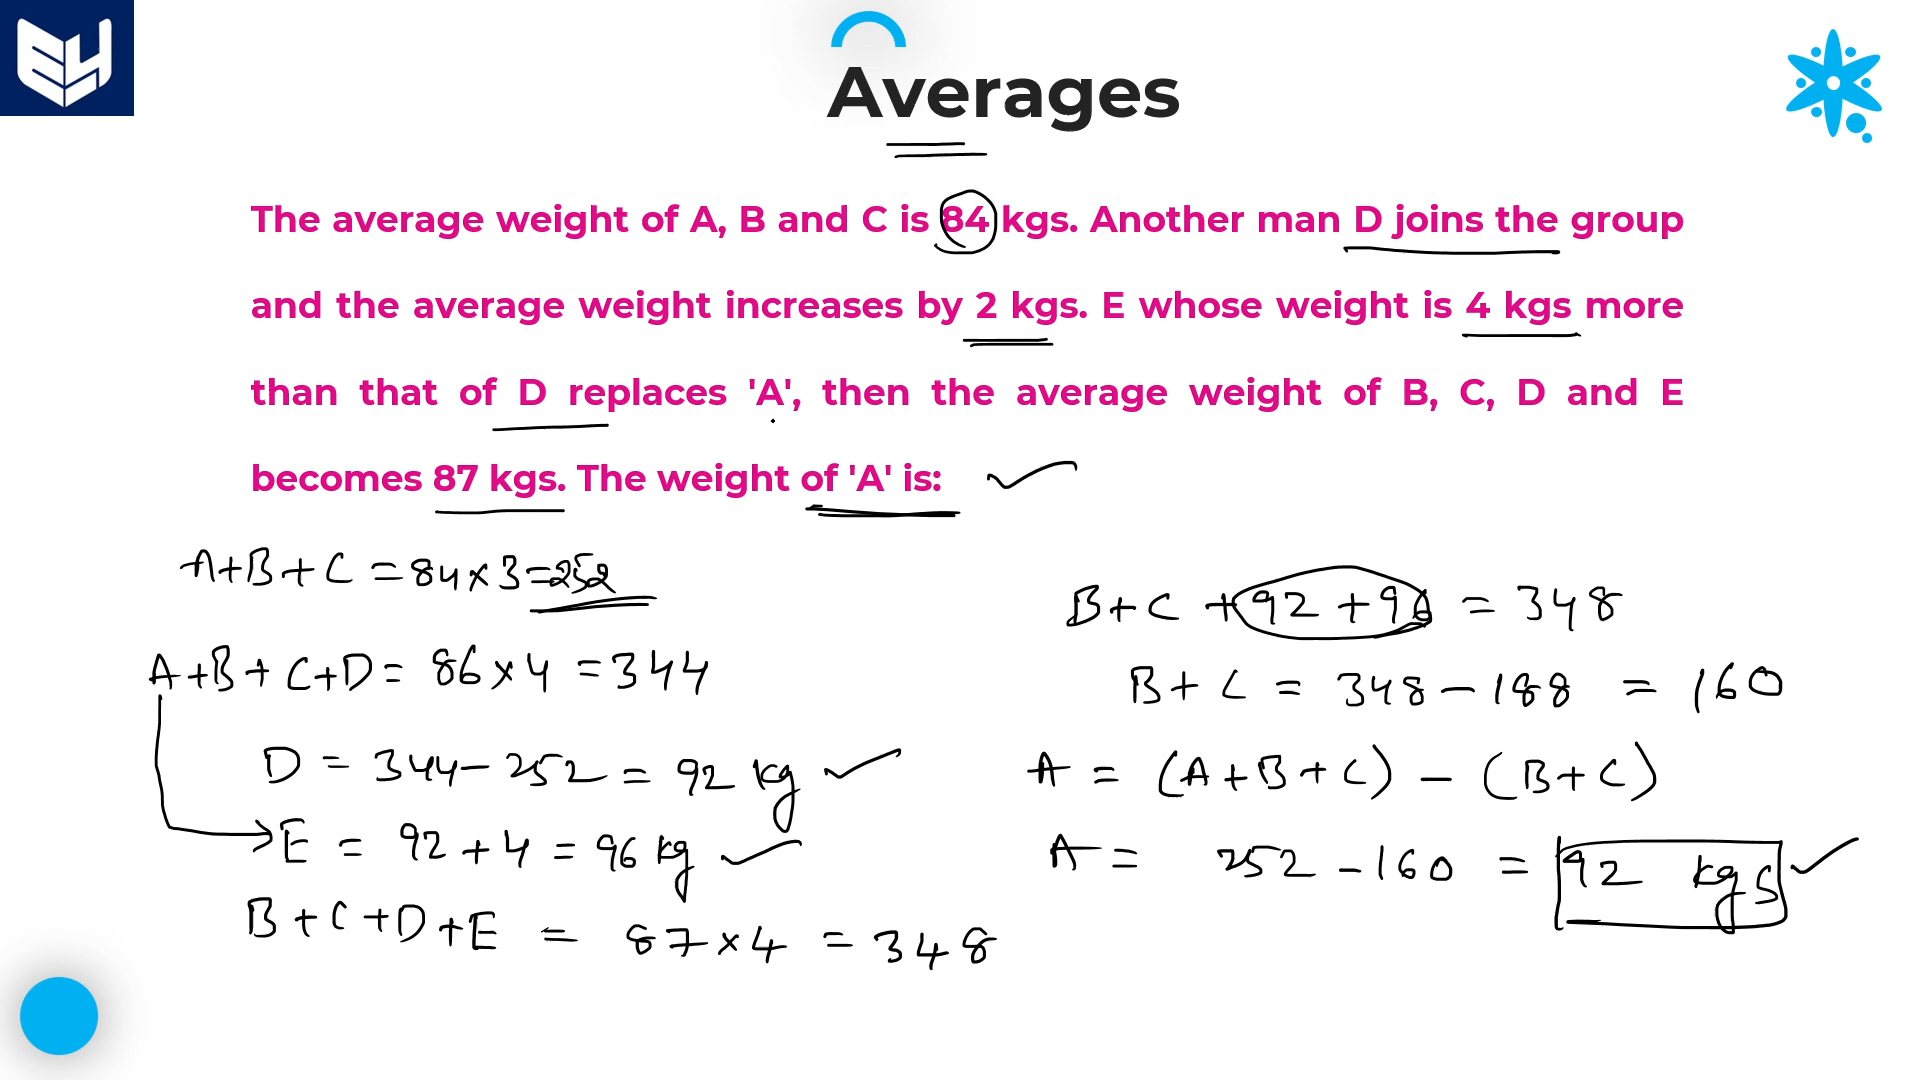 EY
Averages
The average weight of A, B and C is 84 kgs. Another man D joins the group
and the average weight increases by 2 kgs. E whose weight is 4 kgs more
than that of D replaces 'A', then the average weight of B, C, D and E
becomes 87 kgs. The weight of 'A' is:
A+B+C = 84×3=252
A+B+C+D= 86×4 =344
D = 344-252 = 92 kg
E = 92+4 = 96 kg
B+C+D+E = 87×4 = 348
B+C +92+96 = 348
B+C = 348-188 = 160
A = (A+B+C) - (B+C)
A = 252-160 = 92 kgs